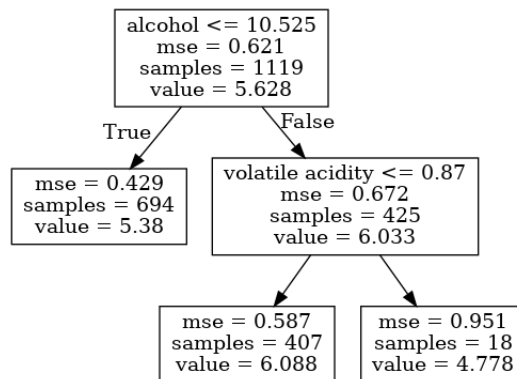 alcohol <= 10.525
mse = 0.621
samples = 1119
value = 5.628
True
False
mse = 0.429
samples = 694
value = 5.38
volatile acidity <= 0.87
mse = 0.672
samples = 425
value = 6.033
mse = 0.587
samples = 407
value = 6.088
mse = 0.951
samples = 18
value = 4.778